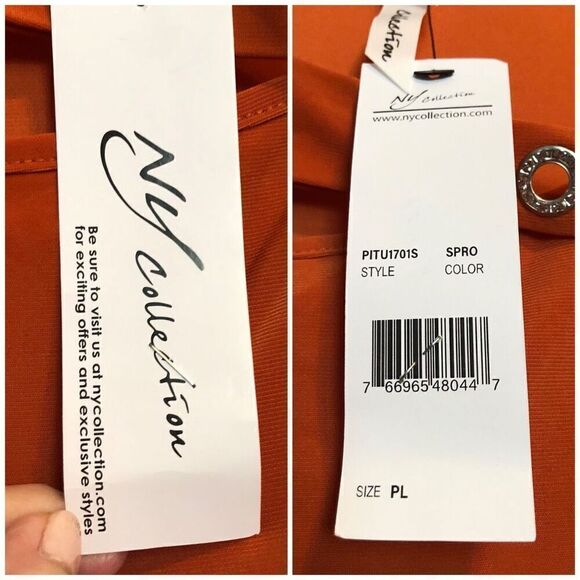 NY Collection
Be sure to visit us at nycollection.com
for exciting offers and exclusive styles
Collection
NY Collection
www.nycollection.com
PITU1701S SPRO
STYLE COLOR
7 66965 48044 7
SIZE PL